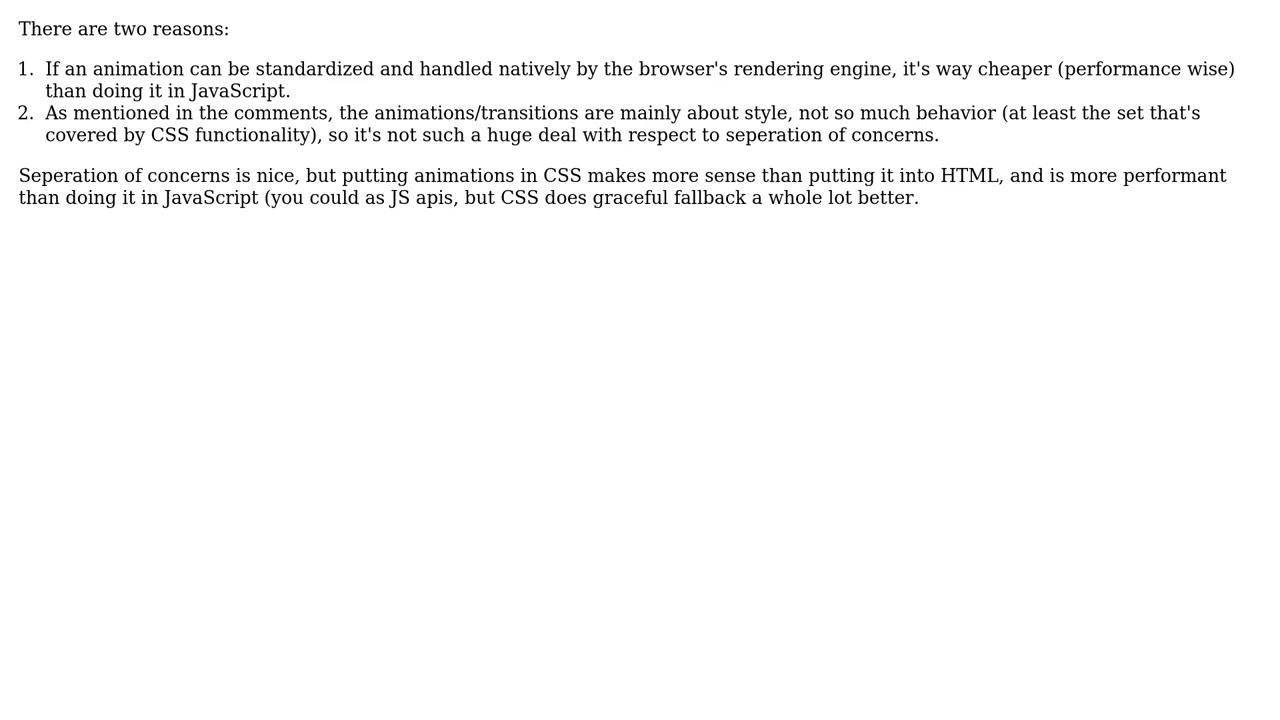 There are two reasons:
1. If an animation can be standardized and handled natively by the browser's rendering engine, it's way cheaper (performance wise)
than doing it in JavaScript.
2. As mentioned in the comments, the animations/transitions are mainly about style, not so much behavior (at least the set that's
covered by CSS functionality), so it's not such a huge deal with respect to seperation of concerns.
Seperation of concerns is nice, but putting animations in CSS makes more sense than putting it into HTML, and is more performant
than doing it in JavaScript (you could as JS apis, but CSS does graceful fallback a whole lot better.